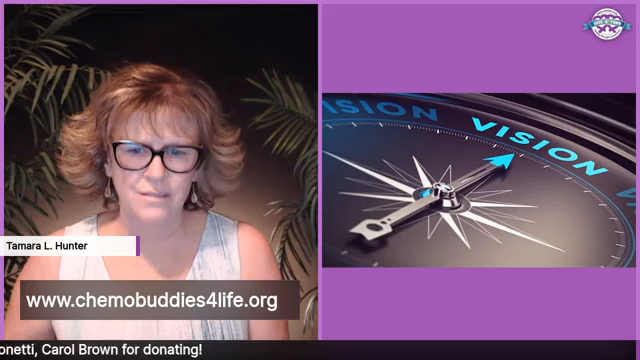 VISION
VISION
Tamara L. Hunter
www.chemobuddies4life.org
onetti, Carol Brown for donating!